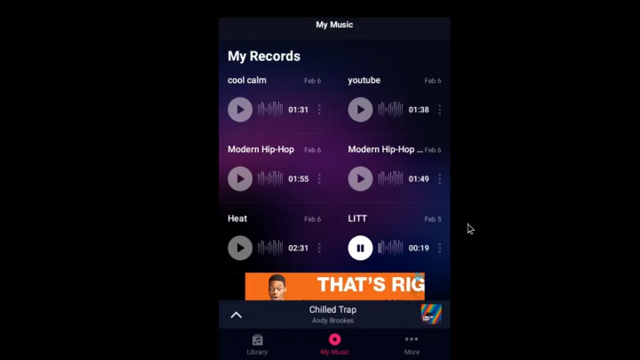 My Music
My Records
cool calm Feb 6
01:31
youtube Feb 6
01:38
Modern Hip-Hop Feb 6
01:55
Modern Hip-Hop ... Feb 6
01:49
Heat Feb 6
02:31
LITT Feb 5
00:19
THAT'S RIG
Chilled Trap
Andy Brookes
Library
My Music
More